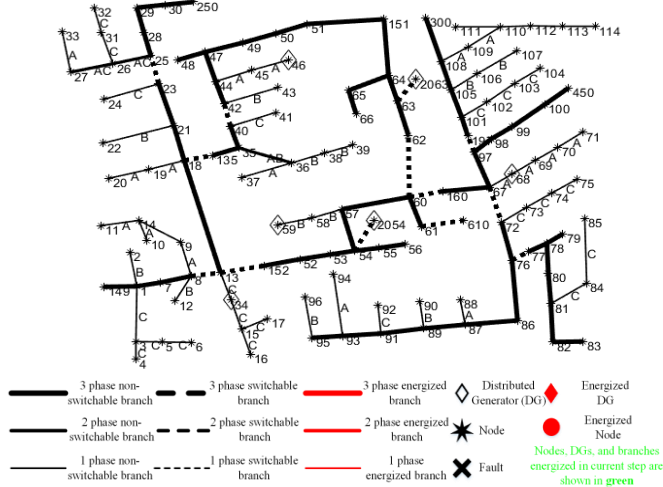 32
29
30
250
33
31
C
28
A
27
AC
26
AC
25
24
C
23
22
B
21
20
A
19
A
18
135
48
47
49
50
51
151
300
44
A
45
A
46
42
B
43
40
C
41
35
AB
36
B
38
B
39
37
A
65
66
64
63
2063
62
111
110
112
113
114
108
A
109
A
107
105
B
106
B
104
101
C
102
C
103
450
100
99
98
97
71
70
A
69
A
68
A
67
75
C
74
C
73
C
72
85
C
84
C
81
80
79
78
77
76
82
83
86
60
160
61
610
57
58
B
59
B
2054
52
53
54
55
56
152
11
A
14
A
10
9
A
2
B
149
1
7
8
12
B
13
34
C
15
C
17
C
16
C
3
C
5
C
6
4
94
A
96
B
95
93
92
C
91
90
B
89
88
A
87
3 phase non-
switchable branch
3 phase switchable
branch
3 phase energized
branch
Distributed
Generator (DG)
Energized
DG
2 phase non-
switchable branch
2 phase switchable
branch
2 phase energized
branch
Node
Energized
Node
1 phase non-
switchable branch
1 phase switchable
branch
1 phase
energized branch
Fault
Nodes, DGs, and branches
energized in current step are
shown in green